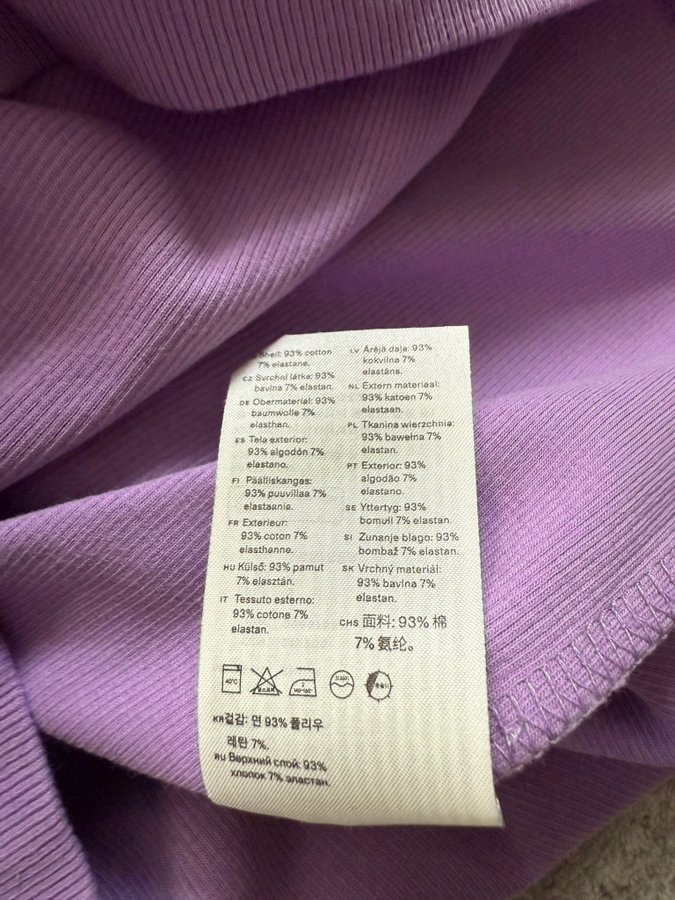 Shell: 93% cotton
7% elastane.
CZ Svrchní látka: 93%
bavlna 7% elastan.
DE Obermaterial: 93%
baumwolle 7%
elasthan.
ES Tela exterior:
93% algodón 7%
elastano.
FI Päälliskangas:
93% puuvillaa 7%
elastaania.
FR Exterieur:
93% coton 7%
elasthanne.
HU Külső: 93% pamut
7% elasztán.
IT Tessuto esterno:
93% cotone 7%
elastan.
LV Ārējā daļa: 93%
kokvilna 7%
elastāns.
NL Extern materiaal:
93% katoen 7%
elastaan.
PL Tkanina wierzchnia:
93% bawełna 7%
elastan.
PT Exterior: 93%
algodão 7%
elastano.
SE Yttertyg: 93%
bomull 7% elastan.
SI Zunanje blago: 93%
bombaž 7% elastan.
SK Vrchný materiál:
93% bavlna 7%
elastan.
CHS 面料: 93% 棉
7% 氨纶。
40°C
140~160°C
KR 겉감: 면 93% 폴리우
레탄 7%.
RU Верхний слой: 93%
хлопок 7% эластан.